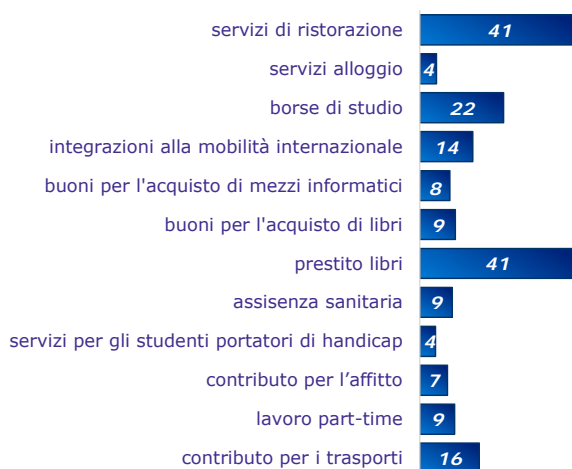 servizi di ristorazione 41
servizi alloggio 4
borse di studio 22
integrazioni alla mobilità internazionale 14
buoni per l'acquisto di mezzi informatici 8
buoni per l'acquisto di libri 9
prestito libri 41
assisenza sanitaria 9
servizi per gli studenti portatori di handicap 4
contributo per l’affitto 7
lavoro part-time 9
contributo per i trasporti 16